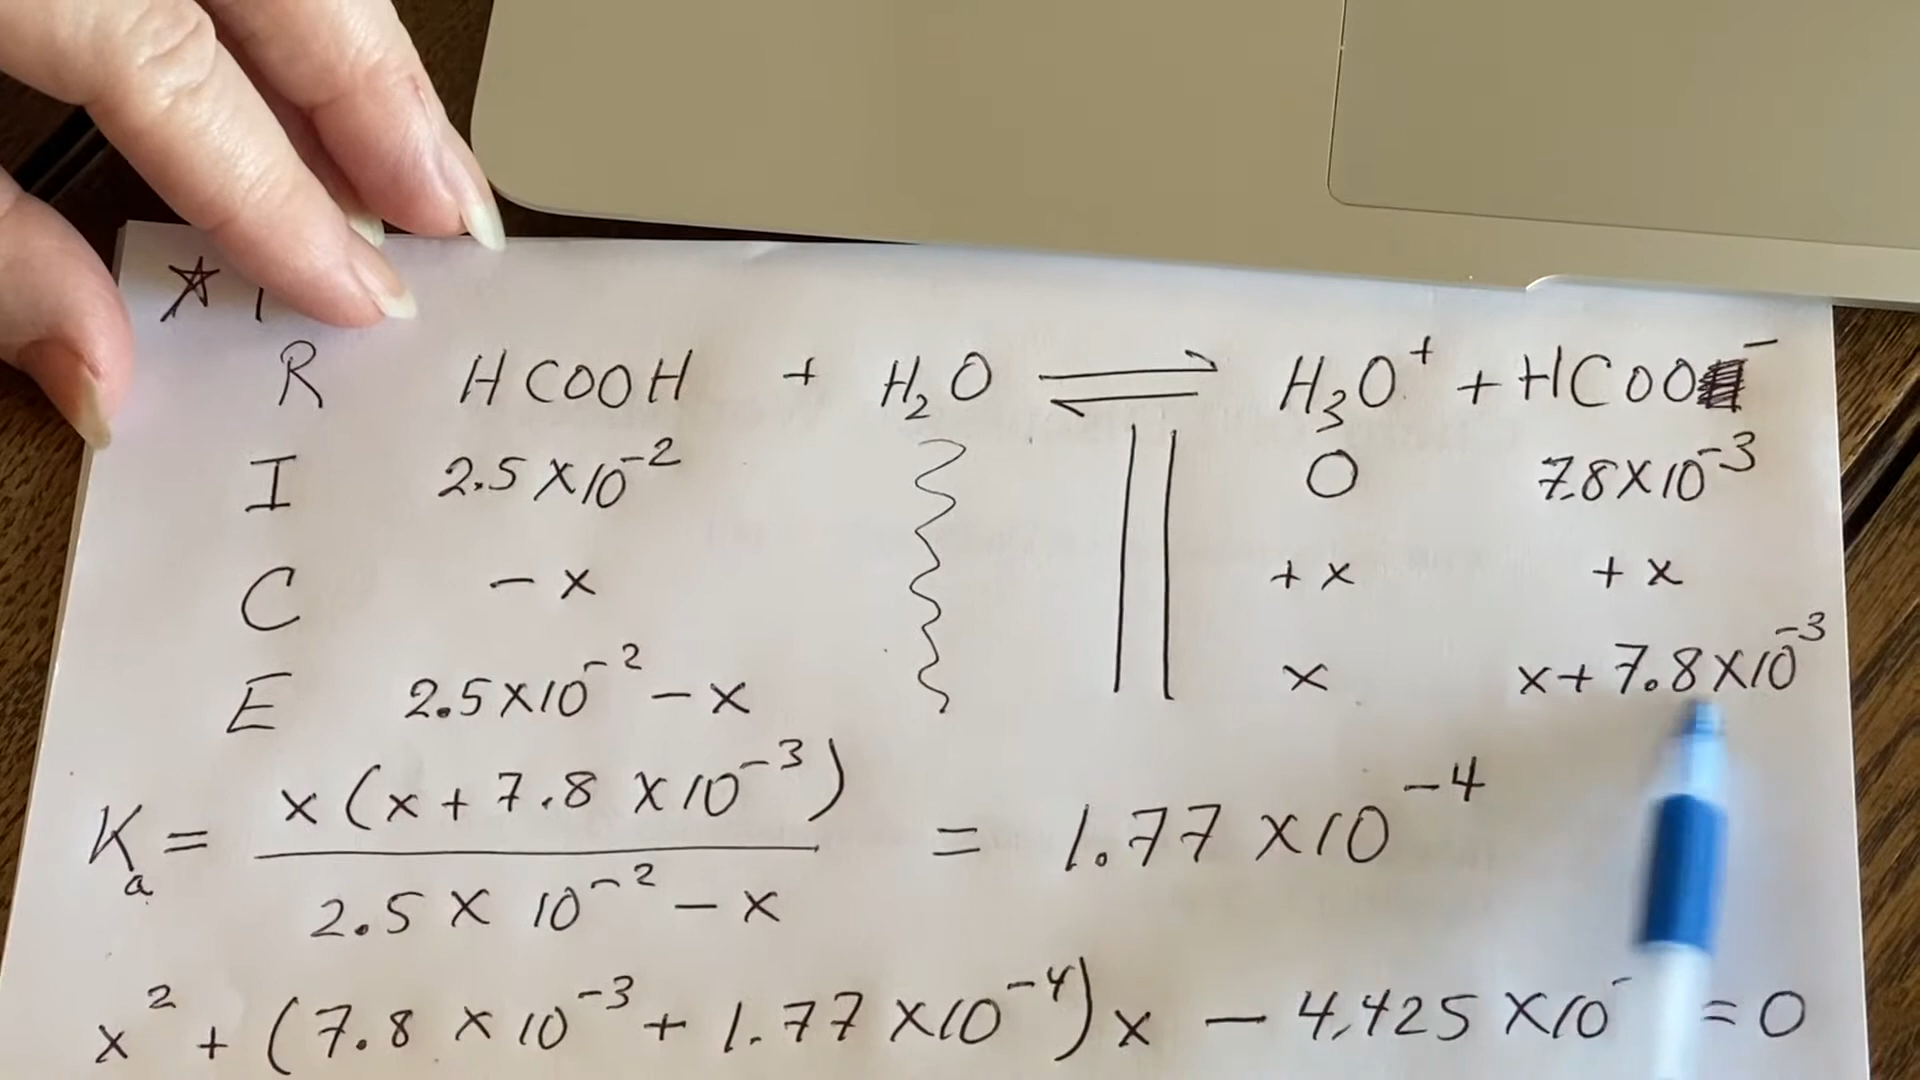 ☆
R HCOOH + H₂O ⇌ H₃O⁺ + HCOO⁻
I 2.5 x 10⁻² 0 7.8 x 10⁻³
C - x + x + x
E 2.5 x 10⁻² - x x x + 7.8 x 10⁻³
Kₐ = x (x + 7.8 x 10⁻³) / 2.5 x 10⁻² - x = 1.77 x 10⁻⁴
x² + (7.8 x 10⁻³ + 1.77 x 10⁻⁴) x - 4.425 x 10⁻ = 0